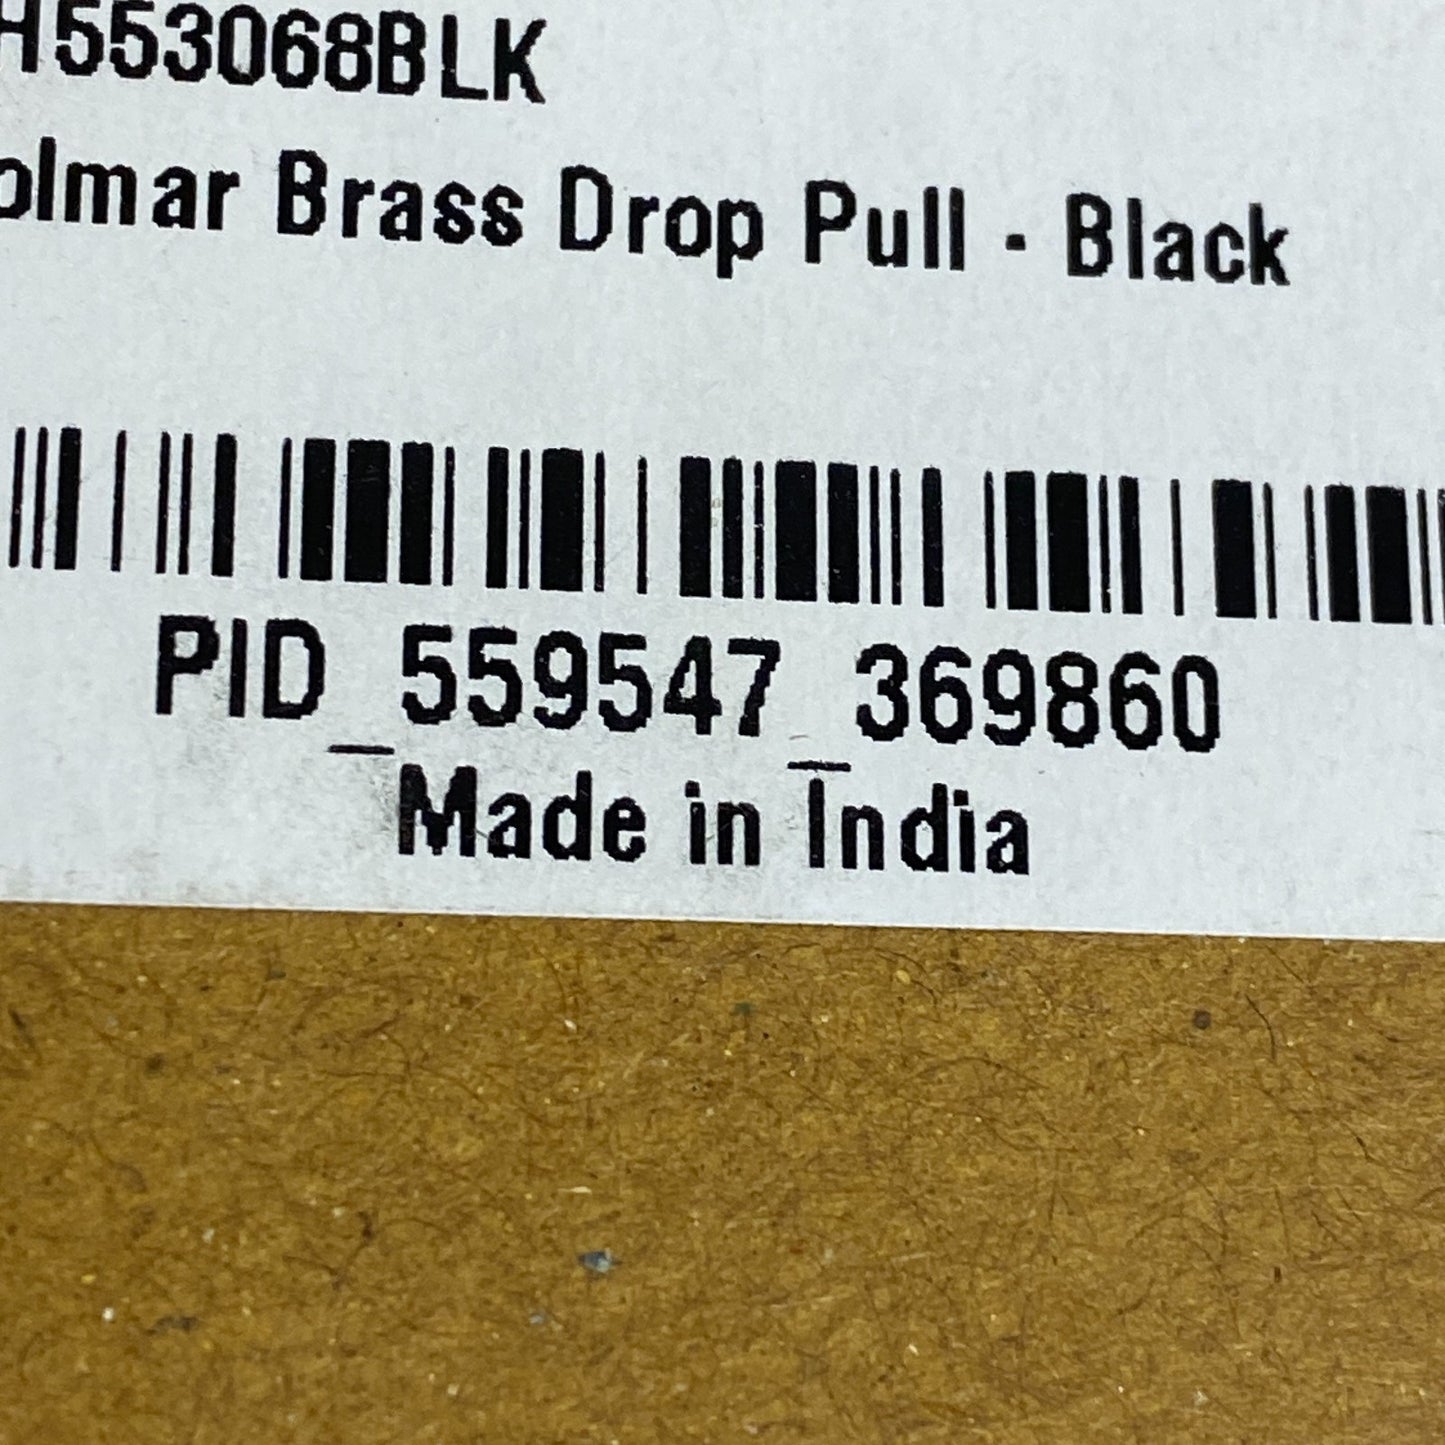 H553068BLK
olmar Brass Drop Pull - Black
PID_559547_369860
Made in India